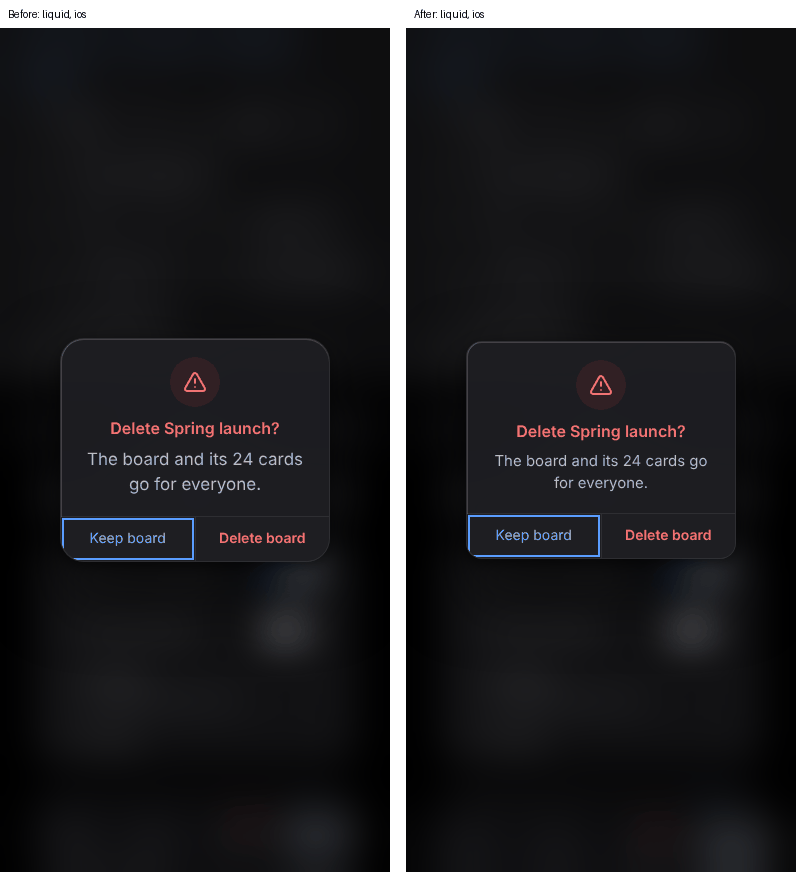 Before: liquid, ios
Delete Spring launch?
The board and its 24 cards
go for everyone.
Keep board
Delete board
After: liquid, ios
Delete Spring launch?
The board and its 24 cards go
for everyone.
Keep board
Delete board